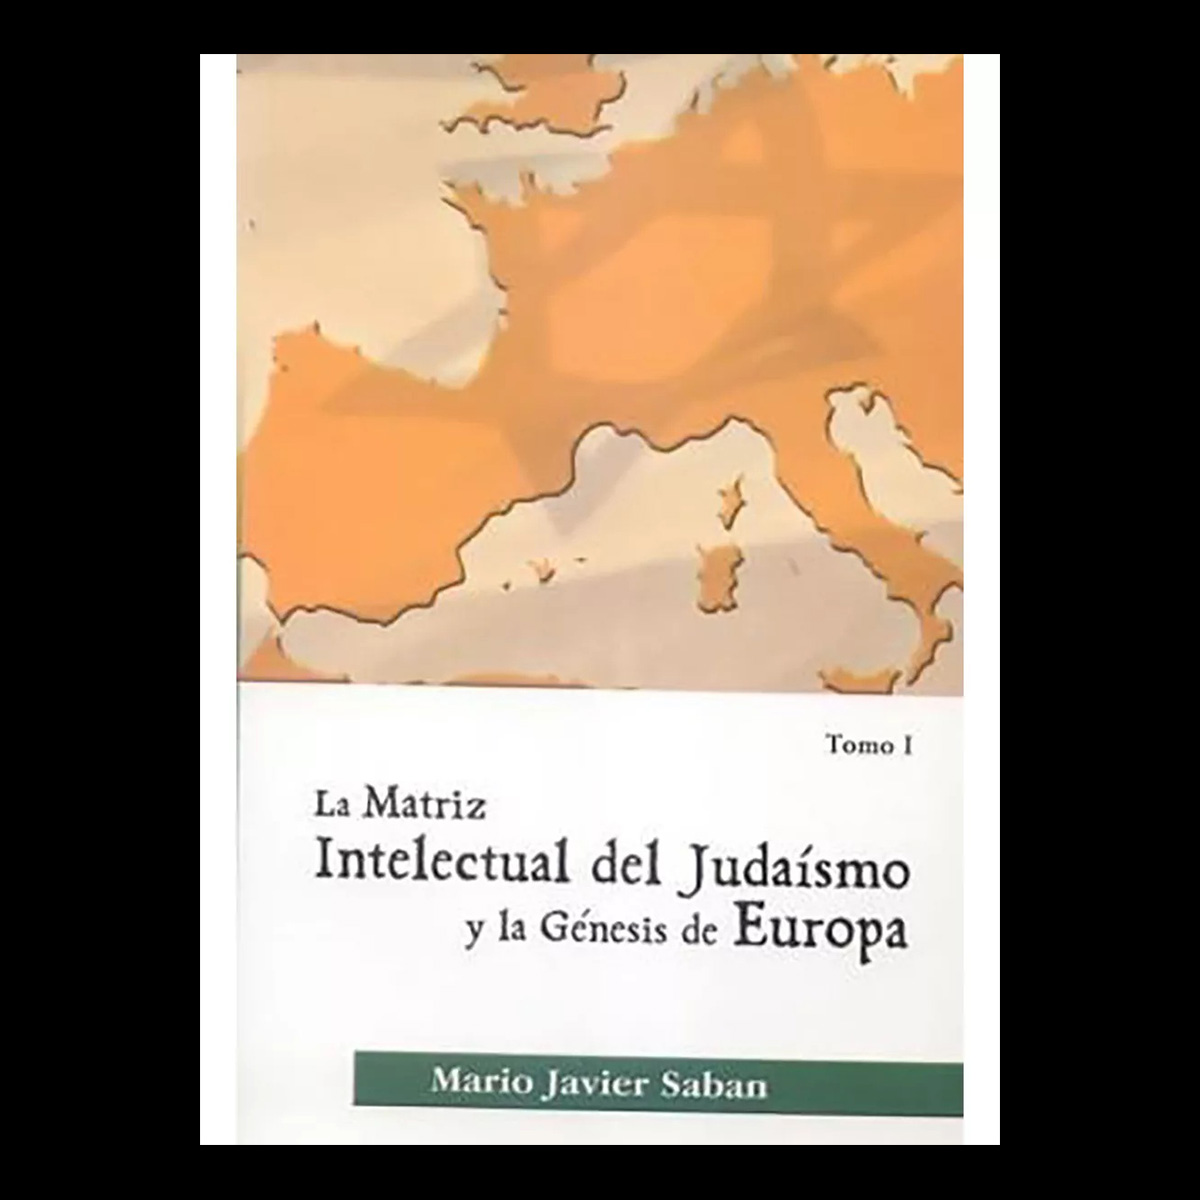 Tomo I
La Matriz
Intelectual del Judaísmo
y la Génesis de Europa
Mario Javier Saban